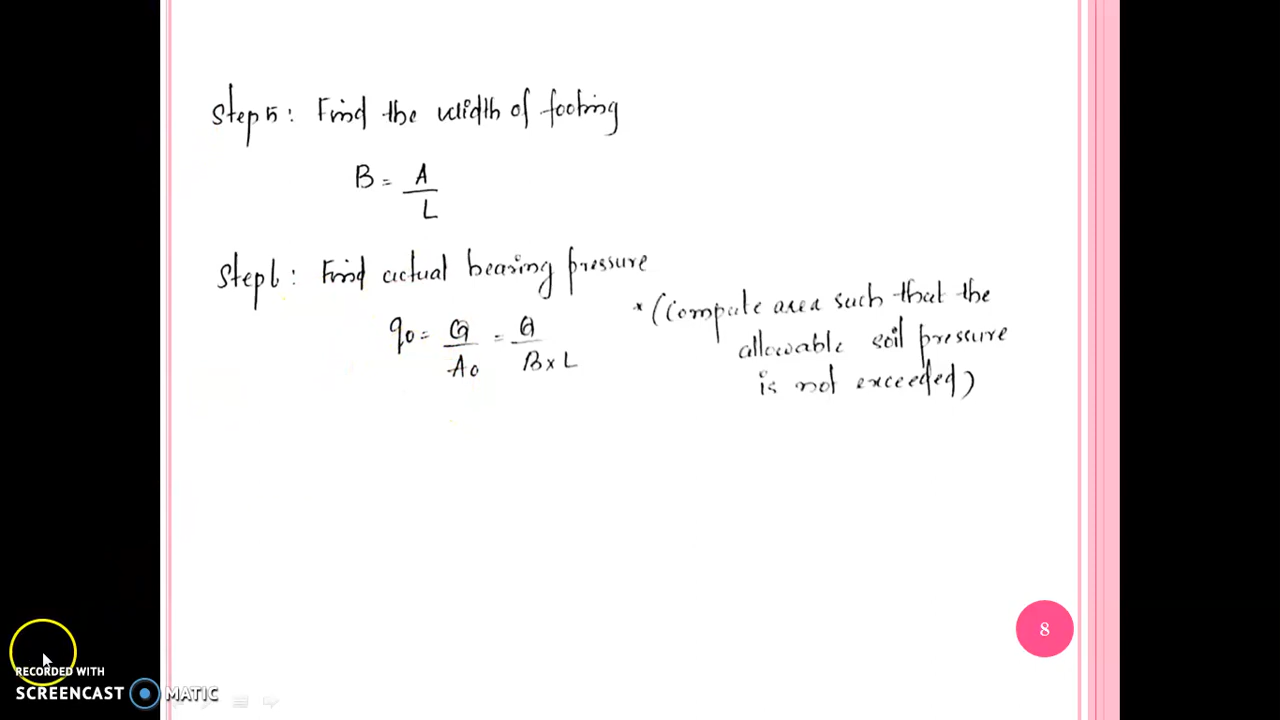 Step 5: Find the width of footing
B = A
L
Step 6: Find actual bearing pressure
* (Compute area such that the
q0 = Q = Q
A0 B x L
allowable soil pressure
is not exceeded)
8
RECORDED WITH
SCREENCAST MATIC